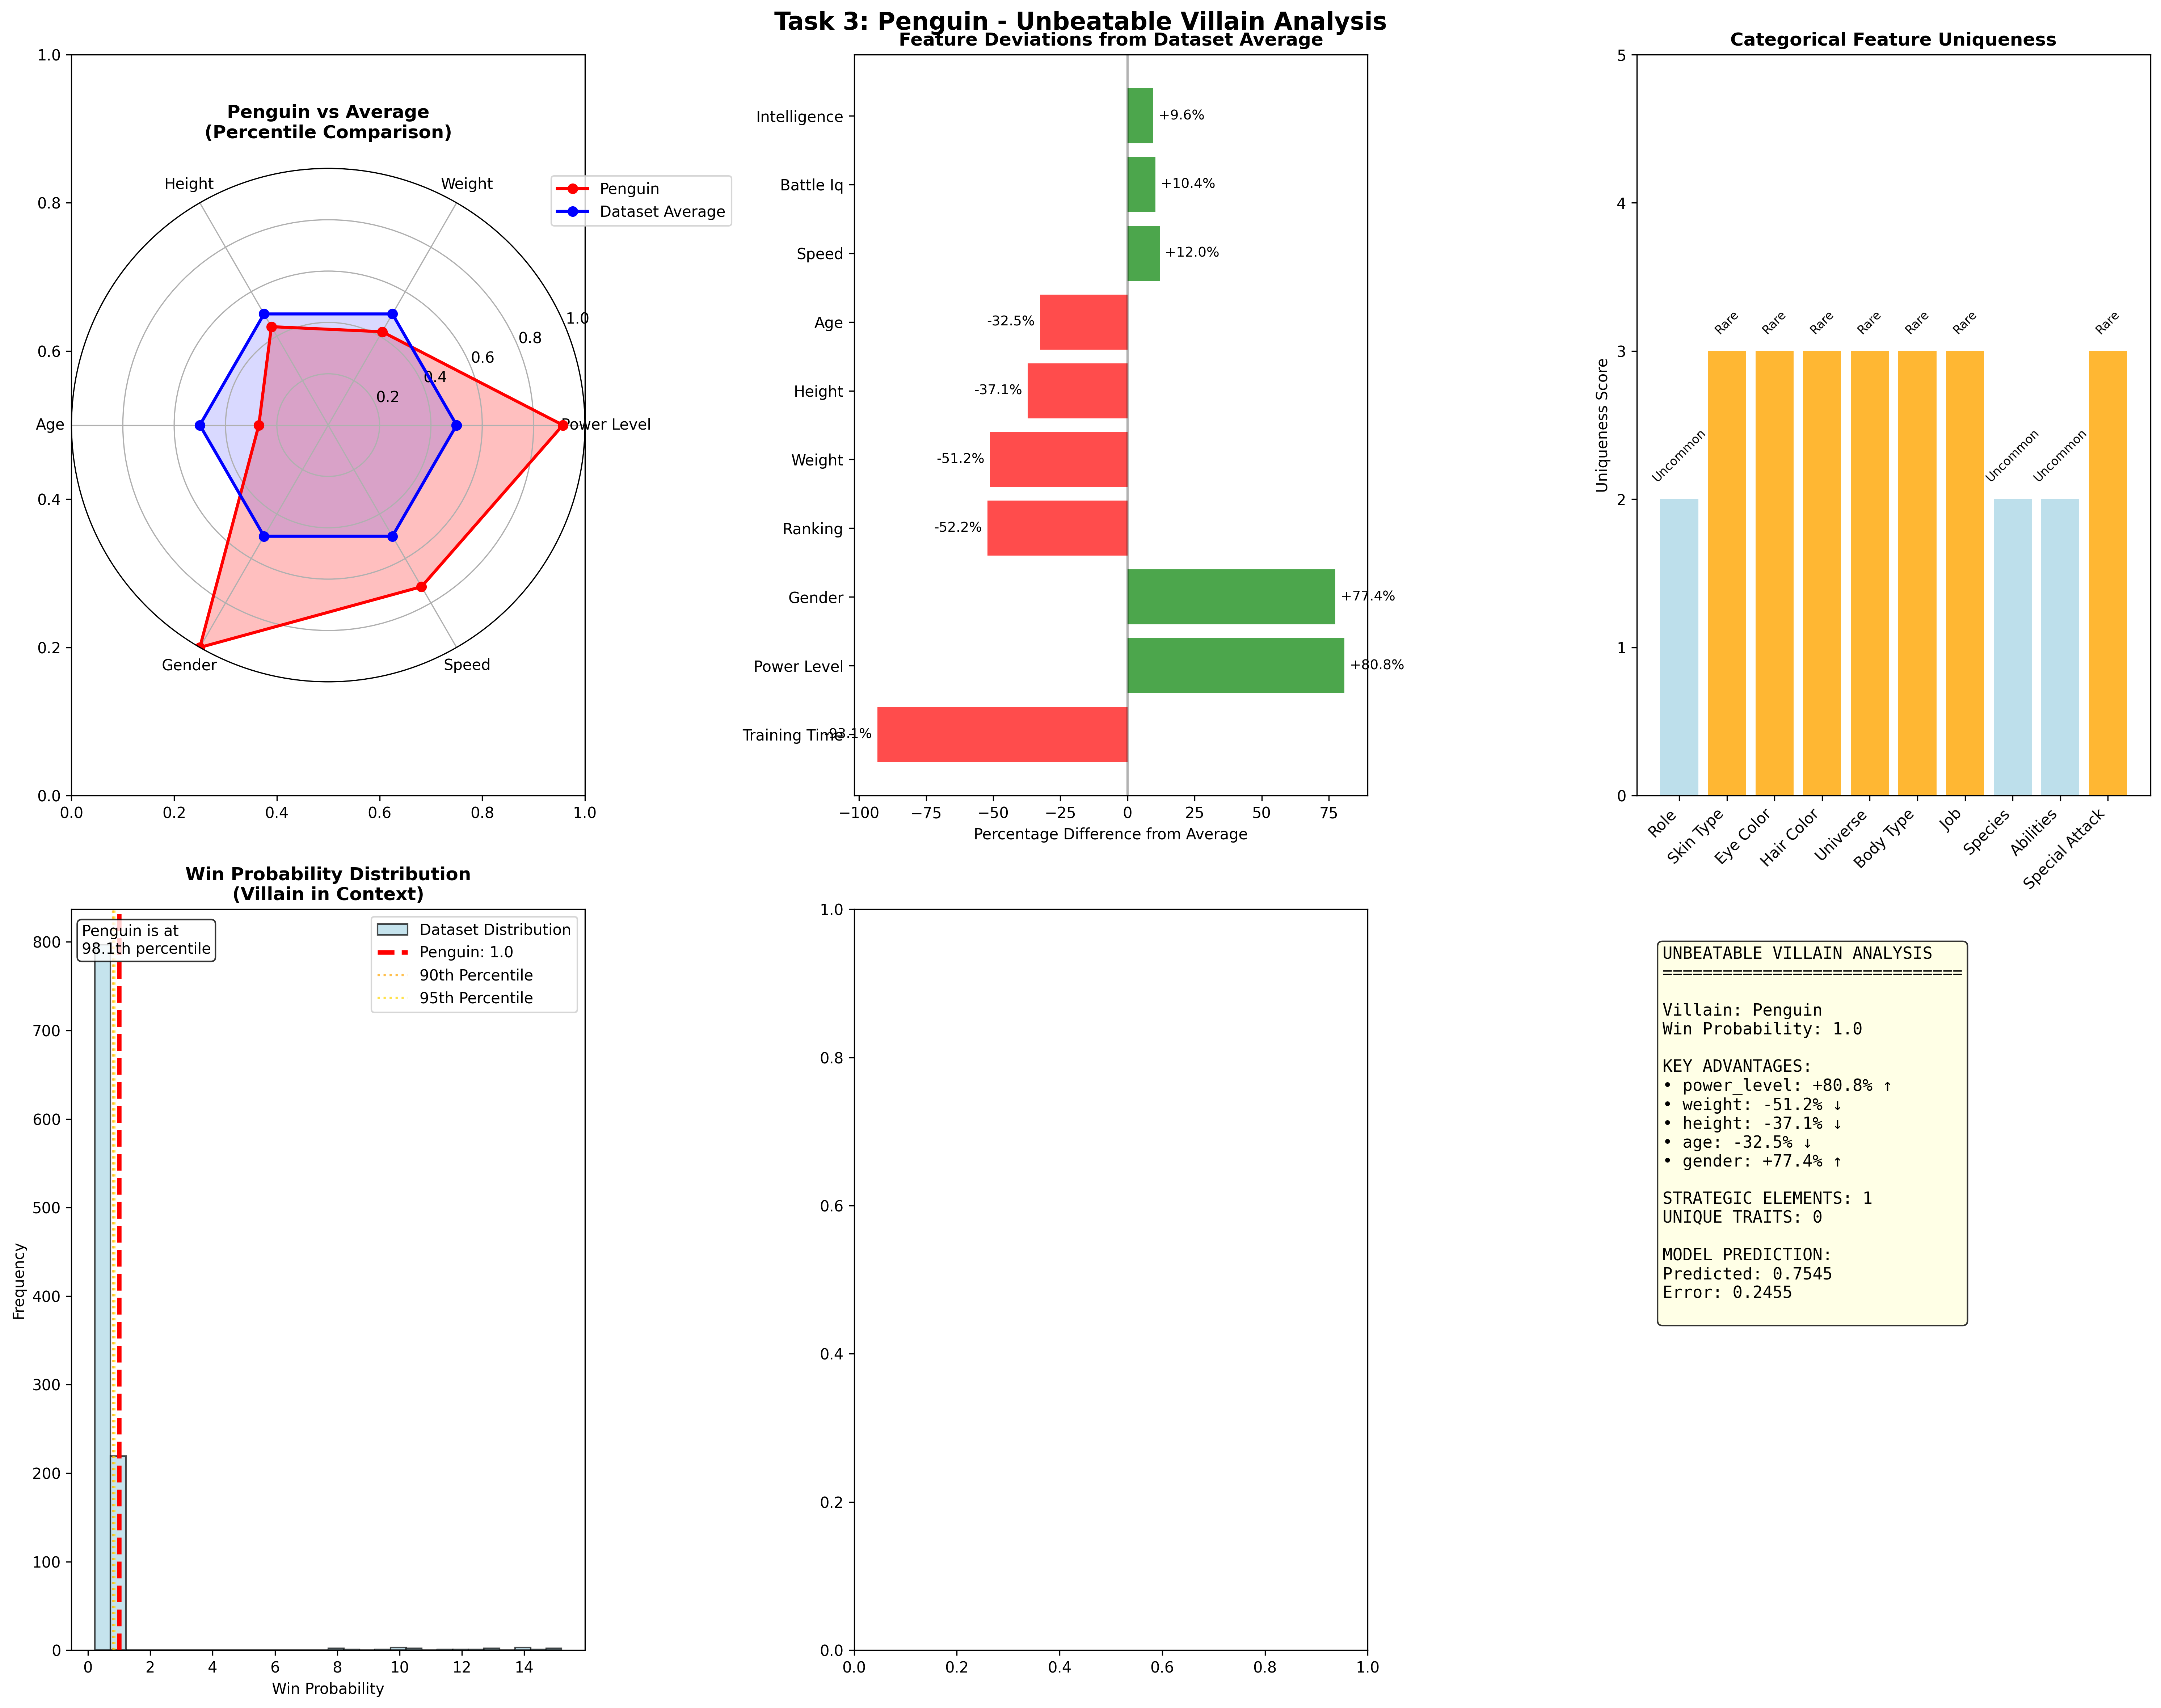 Task 3: Penguin - Unbeatable Villain Analysis
Penguin vs Average
(Percentile Comparison)
1.0
0.8
0.6
0.4
0.2
0.0
0.0
0.2
0.4
0.6
0.8
1.0
Height
Weight
Age
Power Level
Gender
Speed
0.2
0.4
0.6
0.8
1.0
Penguin
Dataset Average
Feature Deviations from Dataset Average
Intelligence
+9.6%
Battle Iq
+10.4%
Speed
+12.0%
Age
-32.5%
Height
-37.1%
Weight
-51.2%
Ranking
-52.2%
Gender
+77.4%
Power Level
+80.8%
Training Time
-93.1%
−100
−75
−50
−25
0
25
50
75
Percentage Difference from Average
Categorical Feature Uniqueness
Uniqueness Score
5
4
3
2
1
0
Uncommon
Rare
Rare
Rare
Rare
Rare
Rare
Uncommon
Uncommon
Rare
Role
Skin Type
Eye Color
Hair Color
Universe
Body Type
Job
Species
Abilities
Special Attack
Win Probability Distribution
(Villain in Context)
Penguin is at
98.1th percentile
Dataset Distribution
Penguin: 1.0
90th Percentile
95th Percentile
Frequency
800
700
600
500
400
300
200
100
0
0
2
4
6
8
10
12
14
Win Probability
1.0
0.8
0.6
0.4
0.2
0.0
0.0
0.2
0.4
0.6
0.8
1.0
UNBEATABLE VILLAIN ANALYSIS
==============================
Villain: Penguin
Win Probability: 1.0
KEY ADVANTAGES:
• power_level: +80.8% ↑
• weight: -51.2% ↓
• height: -37.1% ↓
• age: -32.5% ↓
• gender: +77.4% ↑
STRATEGIC ELEMENTS: 1
UNIQUE TRAITS: 0
MODEL PREDICTION:
Predicted: 0.7545
Error: 0.2455